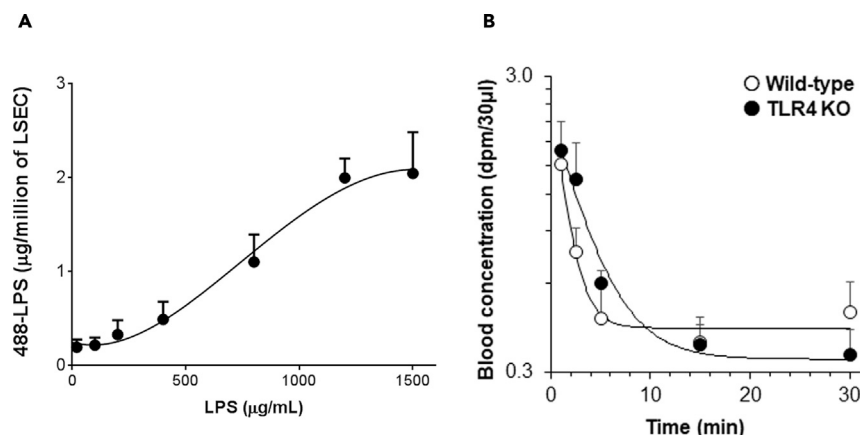 A
488-LPS (µg/million of LSEC)
3
2
1
0
0
500
1000
1500
LPS (µg/mL)
B
Blood concentration (dpm/30µl)
3.0
0.3
Wild-type
TLR4 KO
0
10
20
30
Time (min)